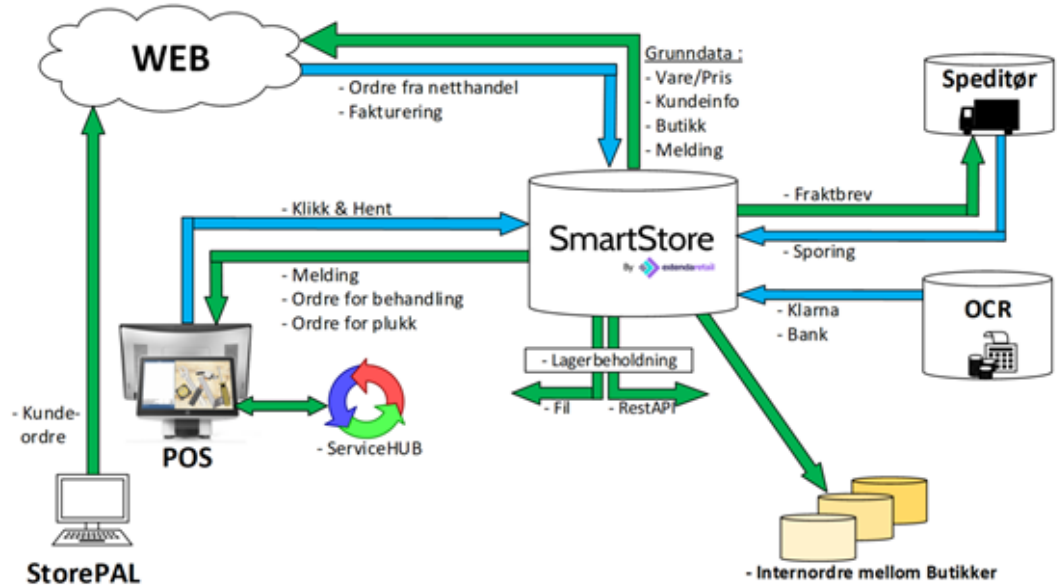 WEB
- Ordre fra netthandel
- Fakturering
Grunndata :
- Vare/Pris
- Kundeinfo
- Butikk
- Melding
Speditør
- Fraktbrev
- Sporing
- Klikk & Hent
SmartStore
By extendaretail
- Melding
- Ordre for behandling
- Ordre for plukk
- Klarna
- Bank
OCR
- Lagerbeholdning
- Fil
- RestAPI
- Kunde-
ordre
POS
- ServiceHUB
StorePAL
- Internordre mellom Butikker